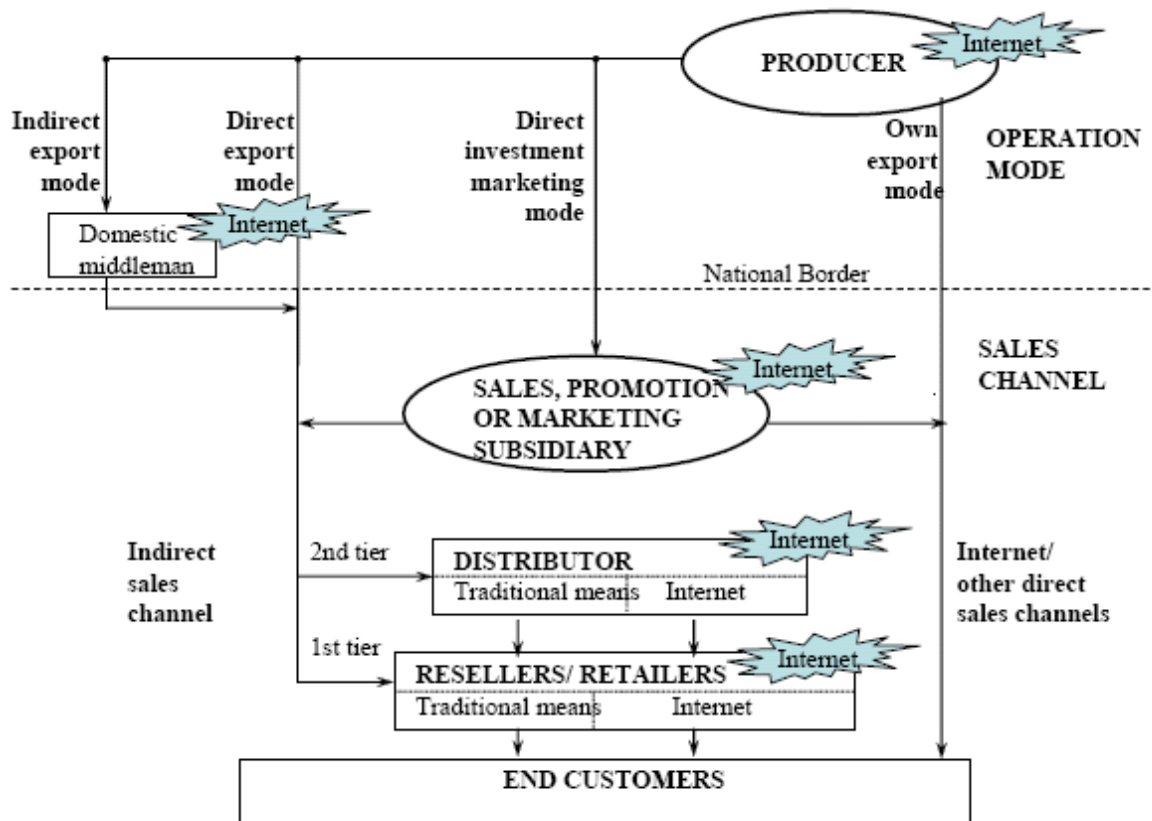 Internet
PRODUCER
Indirect
export
mode
Direct
export
mode
Direct
investment
marketing
mode
Own
export
mode
OPERATION
MODE
Internet
Domestic
middleman
National Border
SALES
CHANNEL
Internet
SALES, PROMOTION
OR MARKETING
SUBSIDIARY
Indirect
sales
channel
2nd tier
Internet
DISTRIBUTOR
Traditional means
Internet
Internet/
other direct
sales channels
1st tier
Internet
RESELLERS/ RETAILERS
Traditional means
Internet
END CUSTOMERS